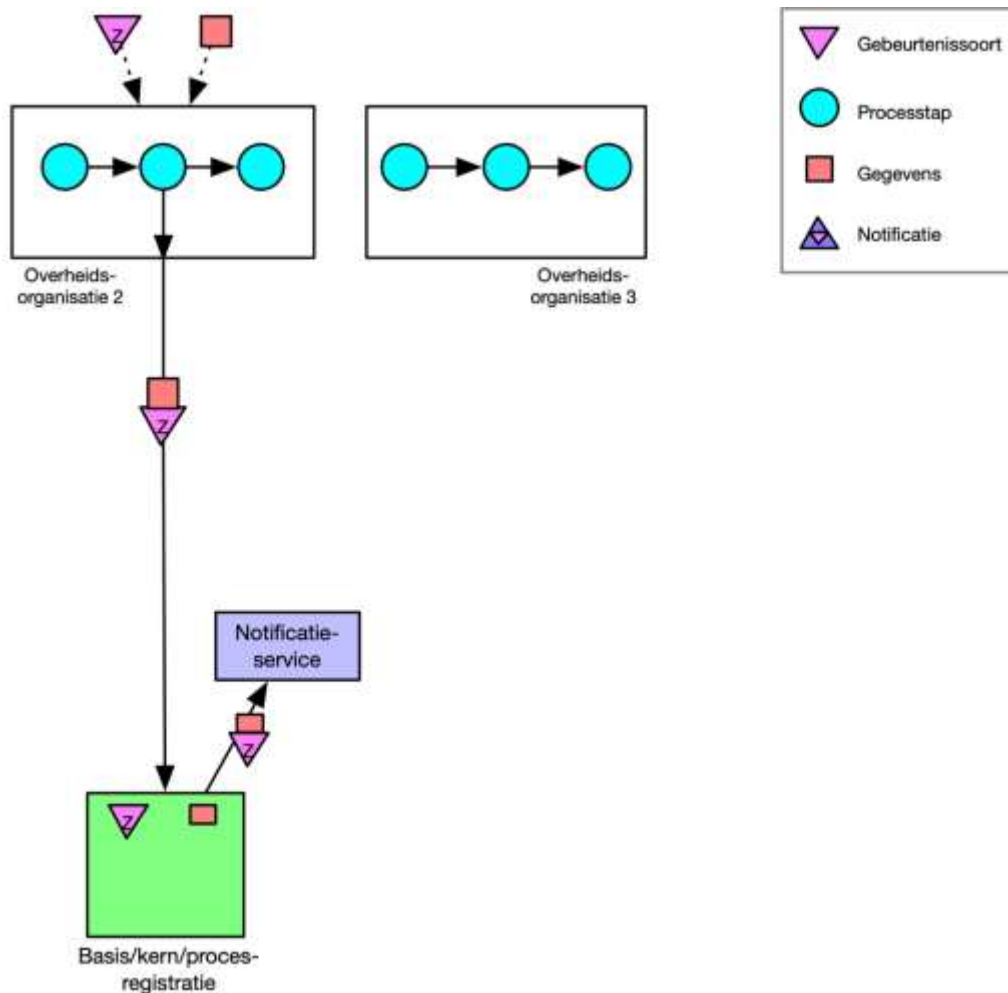 Z
Gebeurtenissoort
Processtap
Gegevens
Notificatie
Overheids-
organisatie 2
Overheids-
organisatie 3
Z
Notificatie-
service
Z
Z
Basis/kern/proces-
registratie